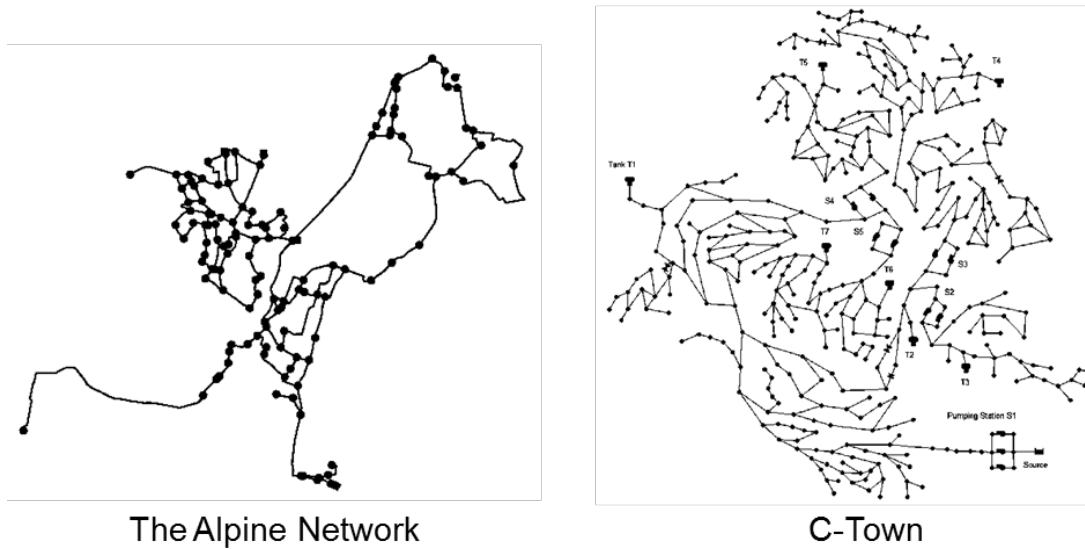 T5
T4
Tank T1
S4
T7
S5
S3
T6
S2
T2
T3
Pumping Station S1
Source
The Alpine Network
C-Town